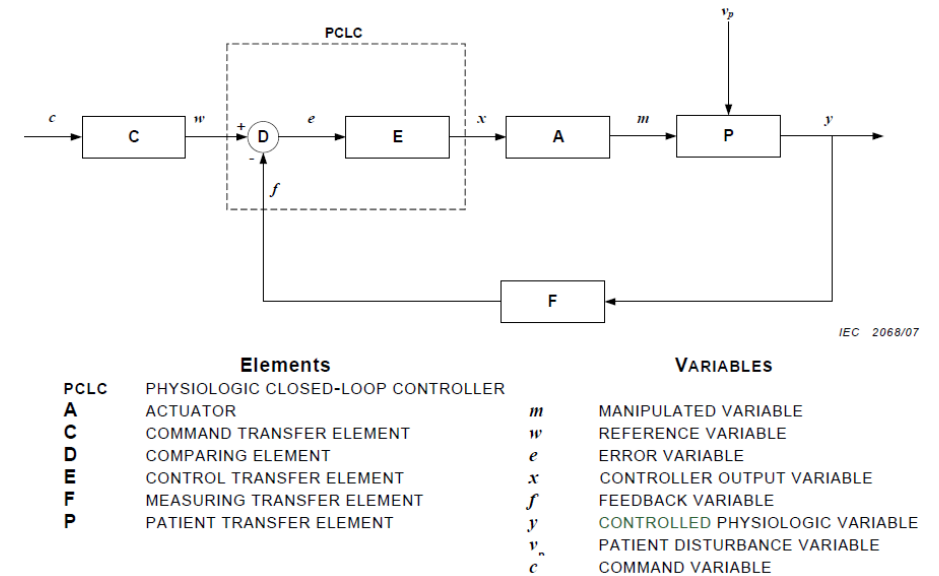 v_p
PCLC
c
C
w
+
D
-
e
E
x
A
m
P
y
f
F
IEC 2068/07
Elements
PCLC PHYSIOLOGIC CLOSED-LOOP CONTROLLER
A ACTUATOR
C COMMAND TRANSFER ELEMENT
D COMPARING ELEMENT
E CONTROL TRANSFER ELEMENT
F MEASURING TRANSFER ELEMENT
P PATIENT TRANSFER ELEMENT
VARIABLES
m MANIPULATED VARIABLE
w REFERENCE VARIABLE
e ERROR VARIABLE
x CONTROLLER OUTPUT VARIABLE
f FEEDBACK VARIABLE
y CONTROLLED PHYSIOLOGIC VARIABLE
v_p PATIENT DISTURBANCE VARIABLE
c COMMAND VARIABLE